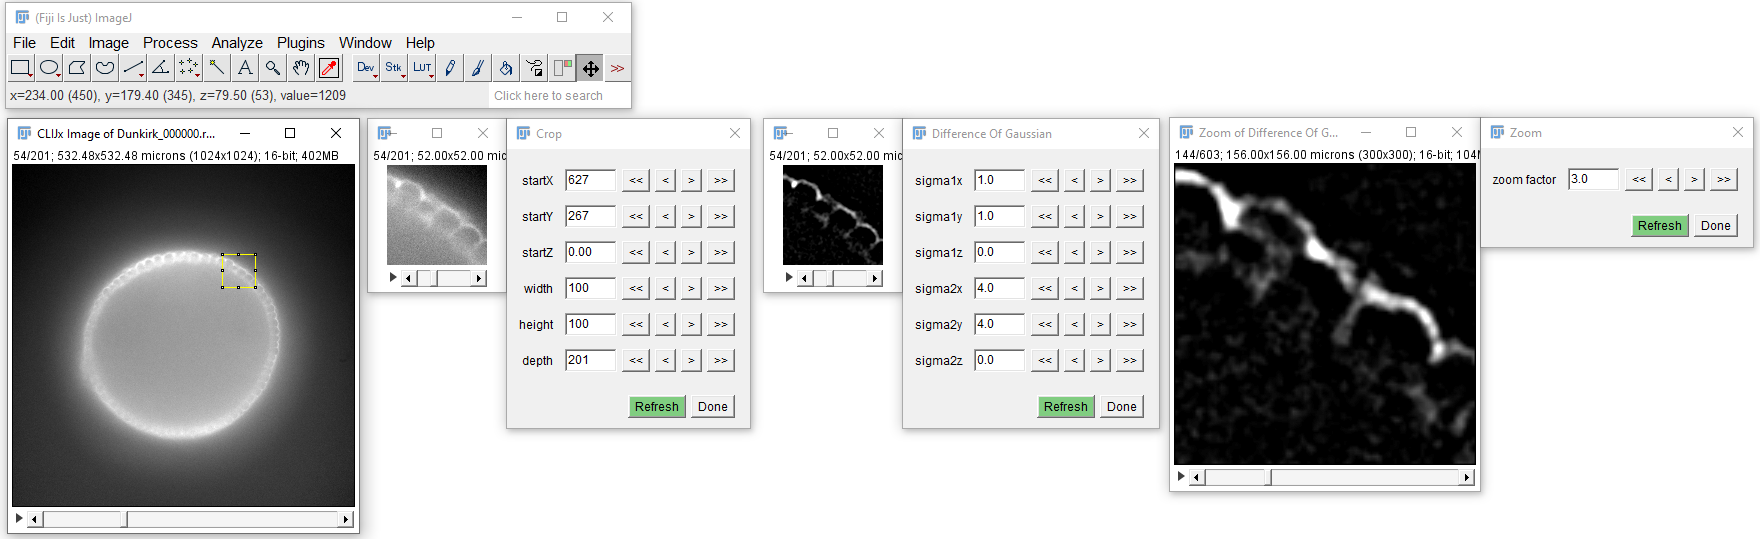 (Fiji Is Just) ImageJ
File Edit Image Process Analyze Plugins Window Help
A Dev Stk LUT >>
x=234.00 (450), y=179.40 (345), z=79.50 (53), value=1209
Click here to search
CLIJx Image of Dunkirk_000000.r...
54/201; 532.48x532.48 microns (1024x1024); 16-bit; 402MB
54/201; 52.00x52.00 mic
Crop
startX 627 << < > >>
startY 267 << < > >>
startZ 0.00 << < > >>
width 100 << < > >>
height 100 << < > >>
depth 201 << < > >>
Refresh Done
54/201; 52.00x52.00 mic
Difference Of Gaussian
sigma1x 1.0 << < > >>
sigma1y 1.0 << < > >>
sigma1z 0.0 << < > >>
sigma2x 4.0 << < > >>
sigma2y 4.0 << < > >>
sigma2z 0.0 << < > >>
Refresh Done
Zoom of Difference Of G...
144/603; 156.00x156.00 microns (300x300); 16-bit; 104M
Zoom
zoom factor 3.0 << < > >>
Refresh Done